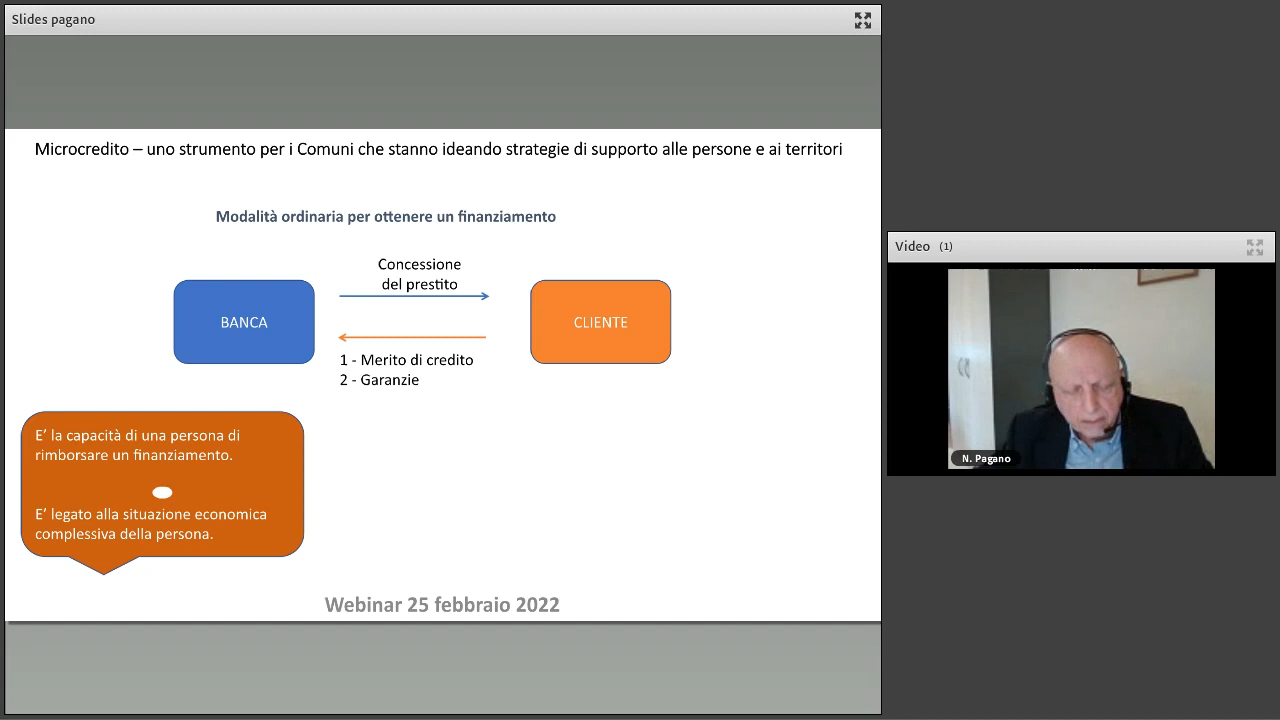 Slides pagano
Microcredito – uno strumento per i Comuni che stanno ideando strategie di supporto alle persone e ai territori
Modalità ordinaria per ottenere un finanziamento
Concessione
del prestito
BANCA
CLIENTE
1 - Merito di credito
2 - Garanzie
E’ la capacità di una persona di
rimborsare un finanziamento.
E’ legato alla situazione economica
complessiva della persona.
Webinar 25 febbraio 2022
Video (1)
N. Pagano